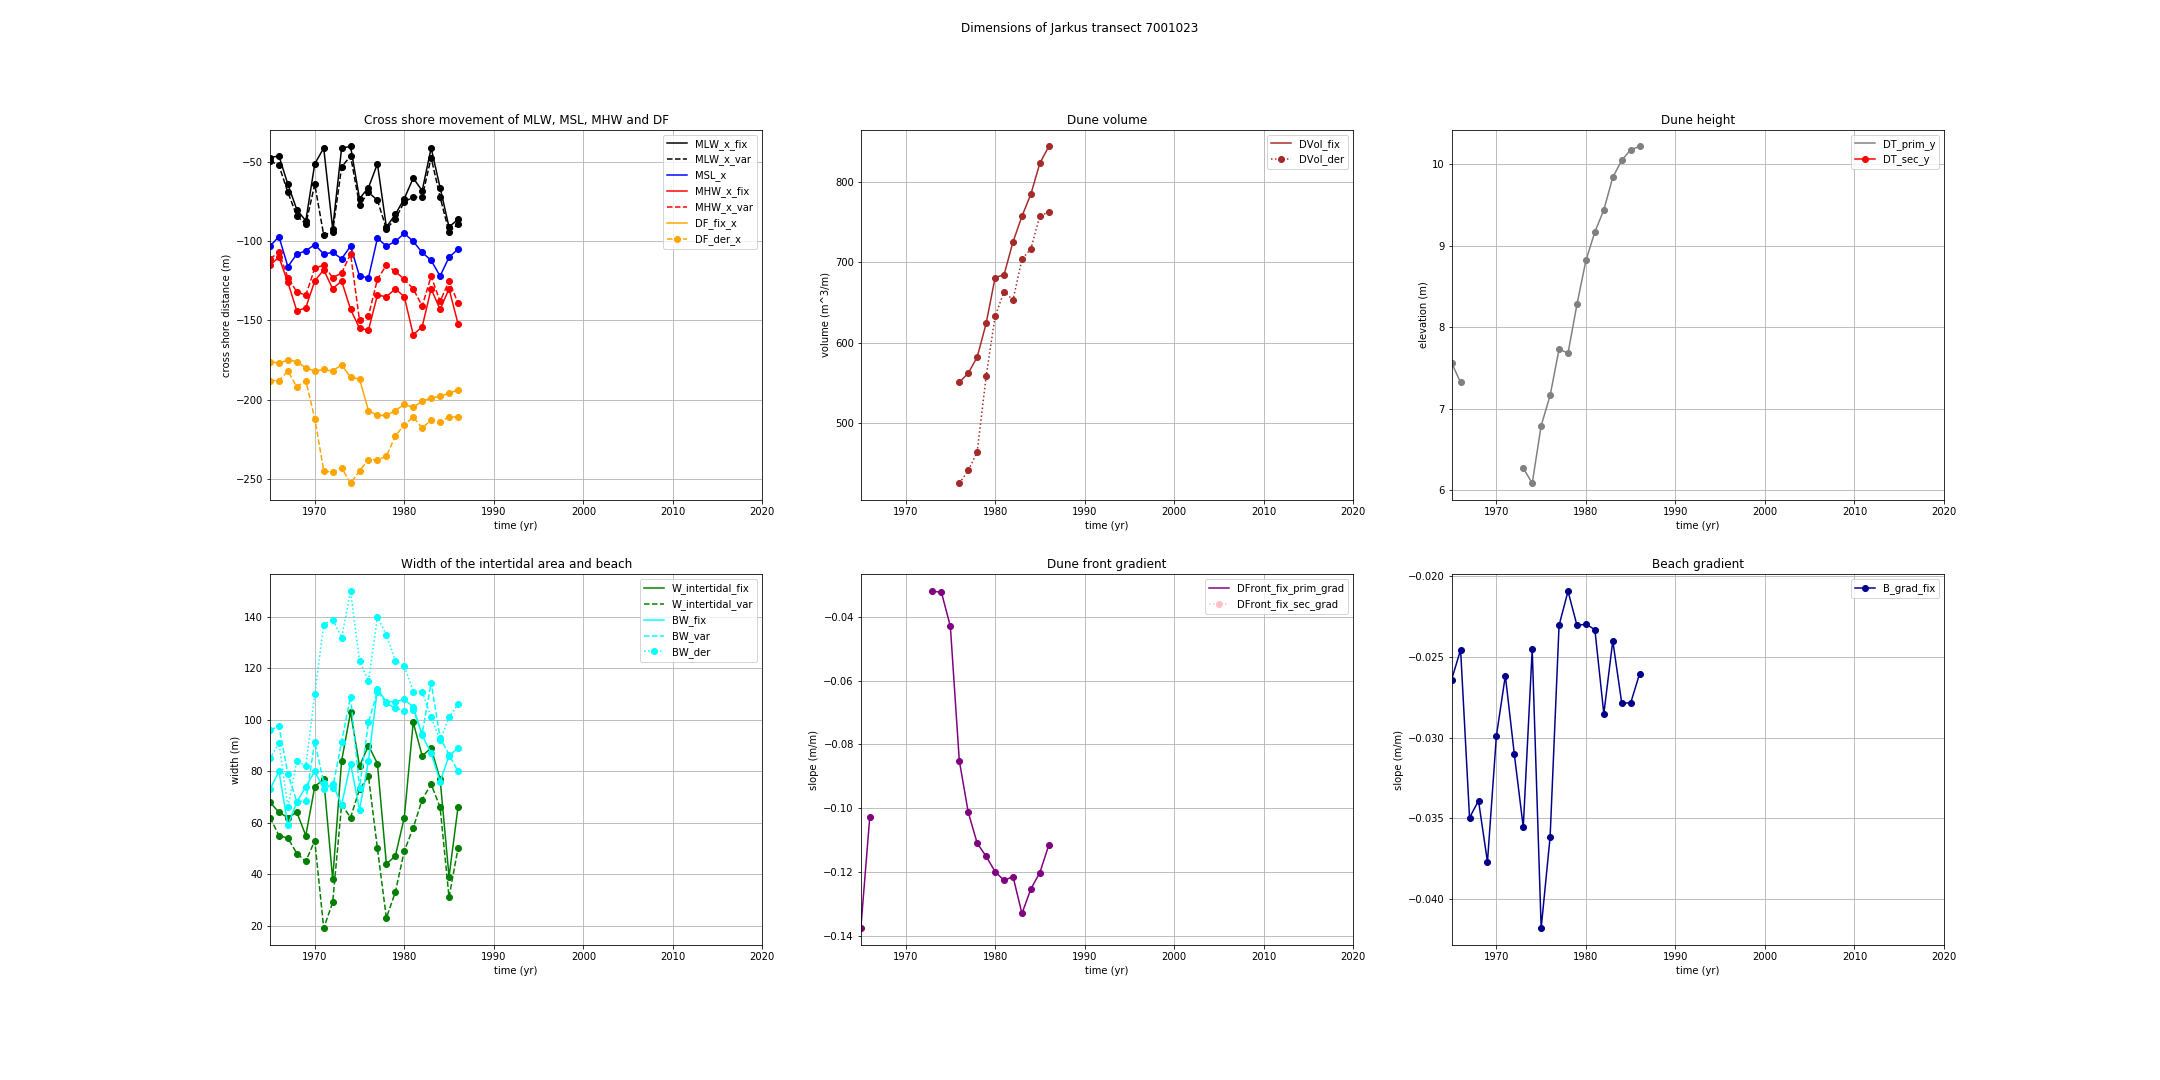 Dimensions of Jarkus transect 7001023
Cross shore movement of MLW, MSL, MHW and DF
cross shore distance (m)
−50
−100
−150
−200
−250
1970 1980 1990 2000 2010 2020
time (yr)
MLW_x_fix
MLW_x_var
MSL_x
MHW_x_fix
MHW_x_var
DF_fix_x
DF_der_x
Dune volume
volume (m^3/m)
800
700
600
500
1970 1980 1990 2000 2010 2020
time (yr)
DVol_fix
DVol_der
Dune height
elevation (m)
10
9
8
7
6
1970 1980 1990 2000 2010 2020
time (yr)
DT_prim_y
DT_sec_y
Width of the intertidal area and beach
width (m)
140
120
100
80
60
40
20
1970 1980 1990 2000 2010 2020
time (yr)
W_intertidal_fix
W_intertidal_var
BW_fix
BW_var
BW_der
Dune front gradient
slope (m/m)
−0.04
−0.06
−0.08
−0.10
−0.12
−0.14
1970 1980 1990 2000 2010 2020
time (yr)
DFront_fix_prim_grad
DFront_fix_sec_grad
Beach gradient
slope (m/m)
−0.020
−0.025
−0.030
−0.035
−0.040
1970 1980 1990 2000 2010 2020
time (yr)
B_grad_fix